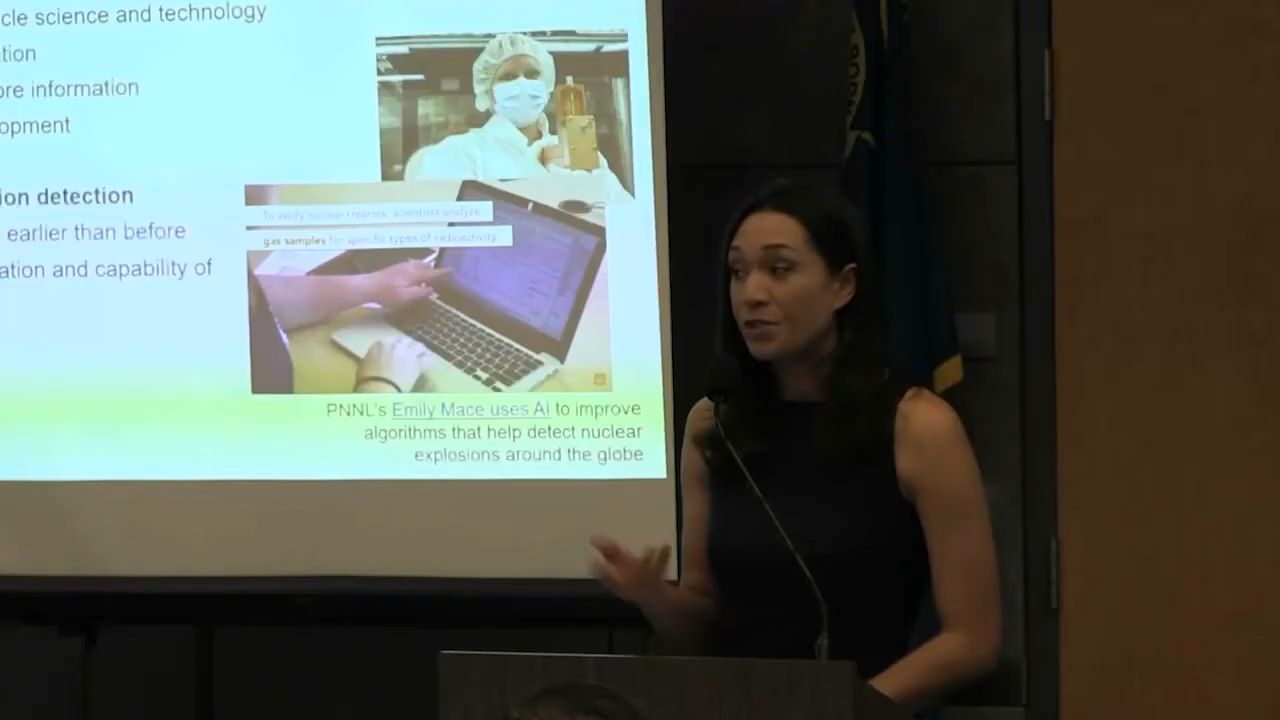 cle science and technology
tion
ore information
opment
ion detection
earlier than before
ation and capability of
To verify nuclear treaties, scientists analyze
gas samples for specific types of radioactivity.
PNNL's Emily Mace uses AI to improve
algorithms that help detect nuclear
explosions around the globe